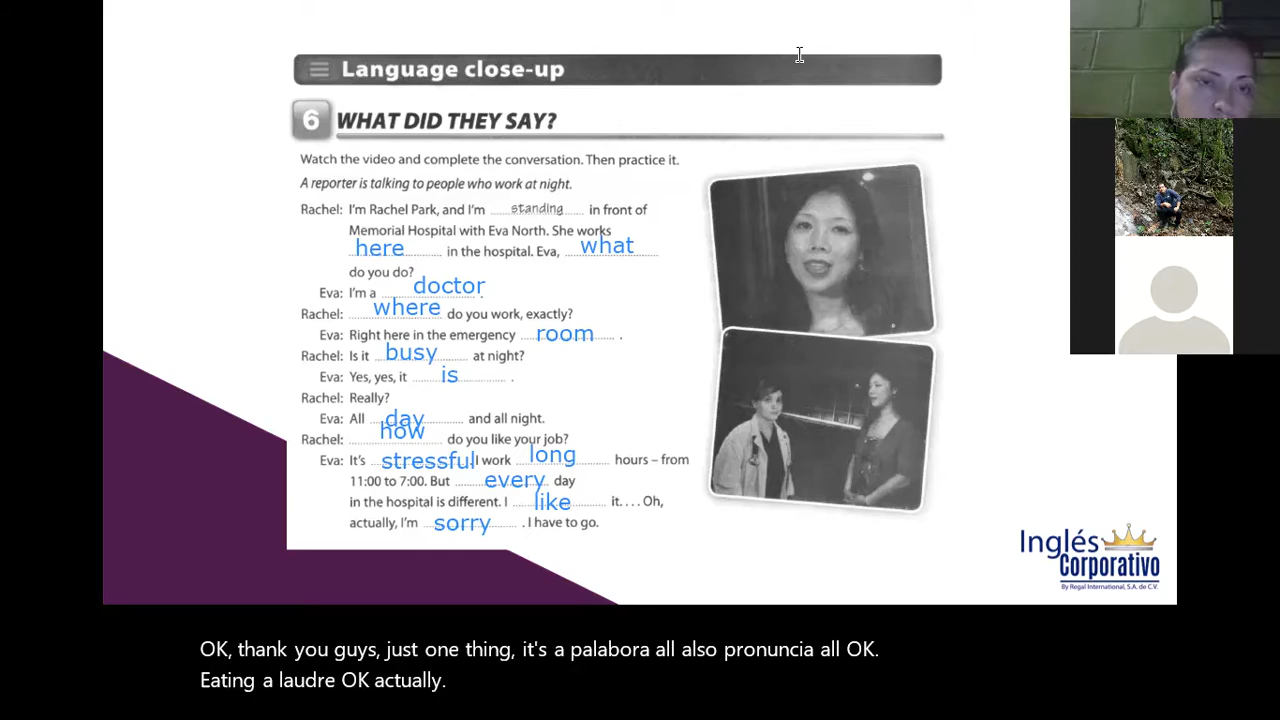 Language close-up
6 WHAT DID THEY SAY?
Watch the video and complete the conversation. Then practice it.
A reporter is talking to people who work at night.
Rachel: I'm Rachel Park, and I'm standing in front of
Memorial Hospital with Eva North. She works
here in the hospital. Eva, what
do you do?
Eva: I'm a doctor.
Rachel: where do you work, exactly?
Eva: Right here in the emergency room.
Rachel: Is it busy at night?
Eva: Yes, yes, it is.
Rachel: Really?
Eva: All day and all night.
Rachel: how do you like your job?
Eva: It's stressful. I work long hours – from
11:00 to 7:00. But every day
in the hospital is different. I like it. . . . Oh,
actually, I'm sorry. I have to go.
Inglés
Corporativo
By Regal International, S.A. de C.V.
OK, thank you guys, just one thing, it's a palabora all also pronuncia all OK.
Eating a laudre OK actually.